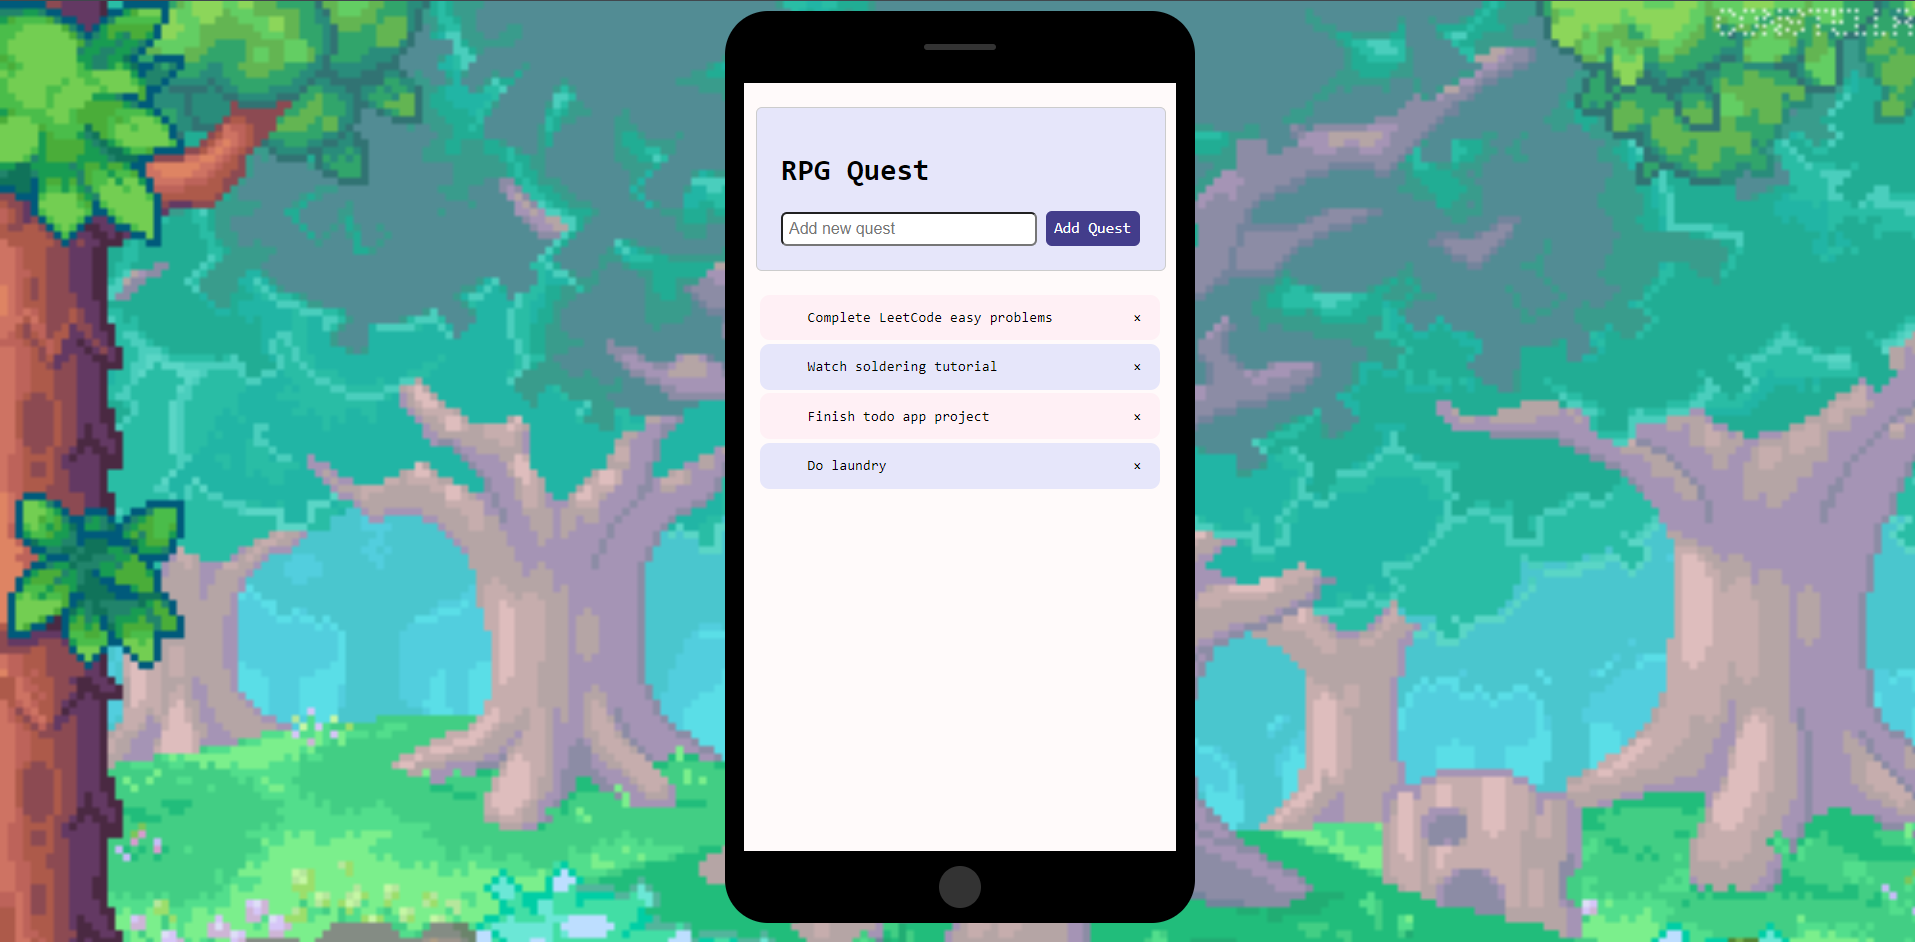 RPG Quest
Add new quest
Add Quest
Complete LeetCode easy problems ×
Watch soldering tutorial ×
Finish todo app project ×
Do laundry ×